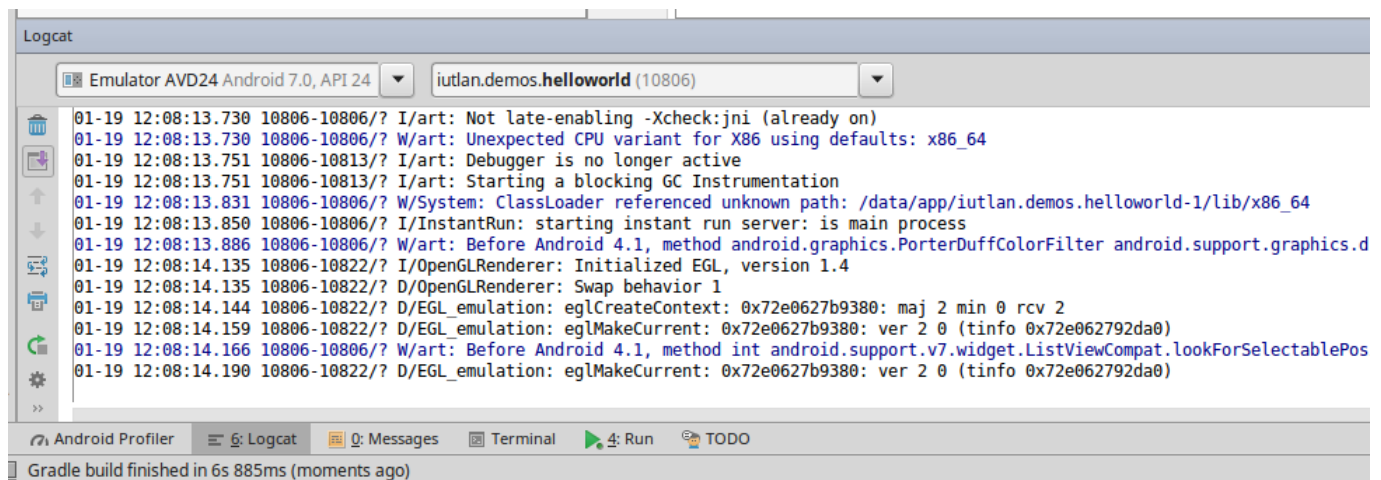 Logcat
Emulator AVD24 Android 7.0, API 24 iutlan.demos.helloworld (10806)
01-19 12:08:13.730 10806-10806/? I/art: Not late-enabling -Xcheck:jni (already on)
01-19 12:08:13.730 10806-10806/? W/art: Unexpected CPU variant for X86 using defaults: x86_64
01-19 12:08:13.751 10806-10813/? I/art: Debugger is no longer active
01-19 12:08:13.751 10806-10813/? I/art: Starting a blocking GC Instrumentation
01-19 12:08:13.831 10806-10806/? W/System: ClassLoader referenced unknown path: /data/app/iutlan.demos.helloworld-1/lib/x86_64
01-19 12:08:13.850 10806-10806/? I/InstantRun: starting instant run server: is main process
01-19 12:08:13.886 10806-10806/? W/art: Before Android 4.1, method android.graphics.PorterDuffColorFilter android.support.graphics.d
01-19 12:08:14.135 10806-10822/? I/OpenGLRenderer: Initialized EGL, version 1.4
01-19 12:08:14.135 10806-10822/? D/OpenGLRenderer: Swap behavior 1
01-19 12:08:14.144 10806-10822/? D/EGL_emulation: eglCreateContext: 0x72e0627b9380: maj 2 min 0 rcv 2
01-19 12:08:14.159 10806-10822/? D/EGL_emulation: eglMakeCurrent: 0x72e0627b9380: ver 2 0 (tinfo 0x72e062792da0)
01-19 12:08:14.166 10806-10806/? W/art: Before Android 4.1, method int android.support.v7.widget.ListViewCompat.lookForSelectablePos
01-19 12:08:14.190 10806-10822/? D/EGL_emulation: eglMakeCurrent: 0x72e0627b9380: ver 2 0 (tinfo 0x72e062792da0)
Android Profiler 6: Logcat 0: Messages Terminal 4: Run TODO
Gradle build finished in 6s 885ms (moments ago)